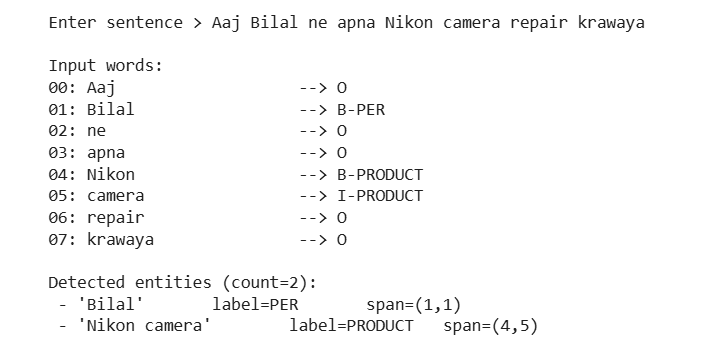 Enter sentence > Aaj Bilal ne apna Nikon camera repair krawaya
Input words:
00: Aaj --> O
01: Bilal --> B-PER
02: ne --> O
03: apna --> O
04: Nikon --> B-PRODUCT
05: camera --> I-PRODUCT
06: repair --> O
07: krawaya --> O
Detected entities (count=2):
- 'Bilal' label=PER span=(1,1)
- 'Nikon camera' label=PRODUCT span=(4,5)